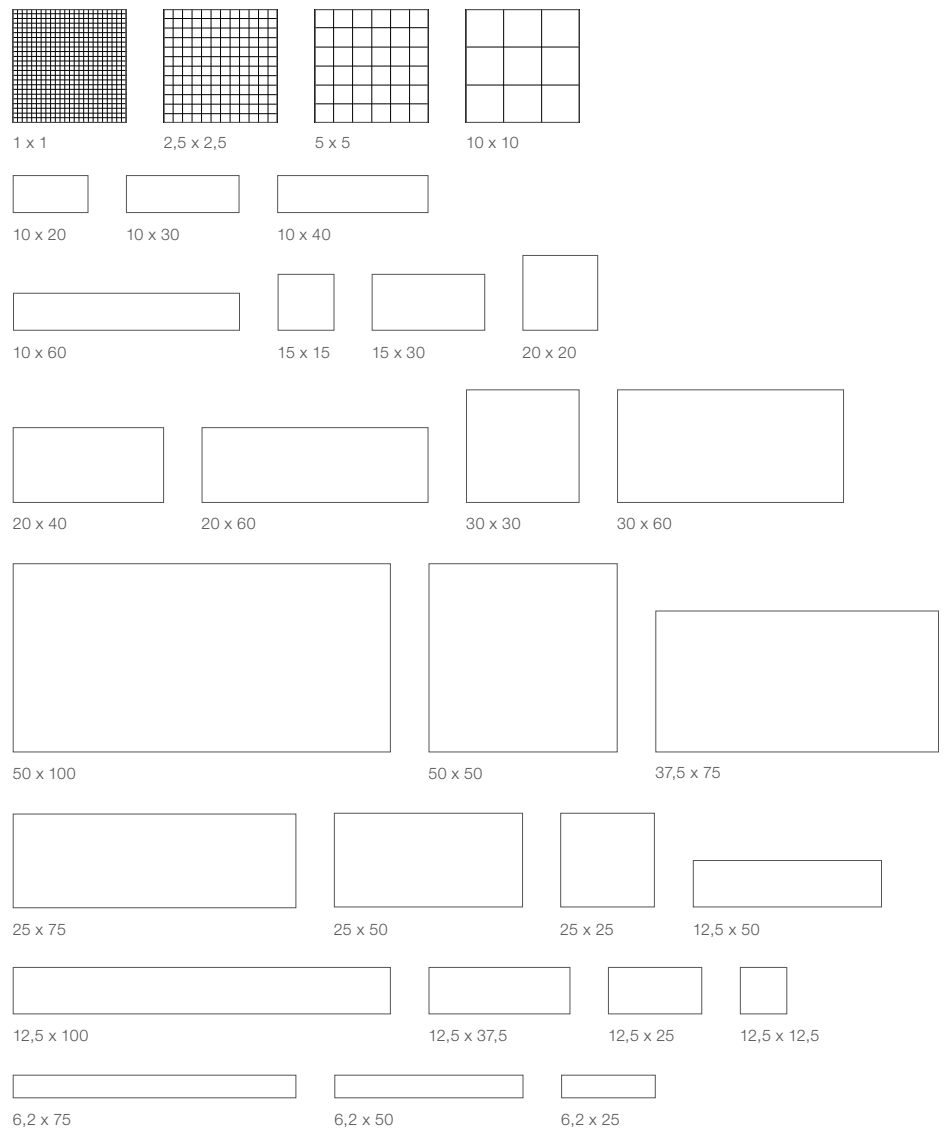 1 x 1 2,5 x 2,5 5 x 5 10 x 10
10 x 20 10 x 30 10 x 40
10 x 60 15 x 15 15 x 30 20 x 20
20 x 40 20 x 60 30 x 30 30 x 60
50 x 100 50 x 50 37,5 x 75
25 x 75 25 x 50 25 x 25 12,5 x 50
12,5 x 100 12,5 x 37,5 12,5 x 25 12,5 x 12,5
6,2 x 75 6,2 x 50 6,2 x 25